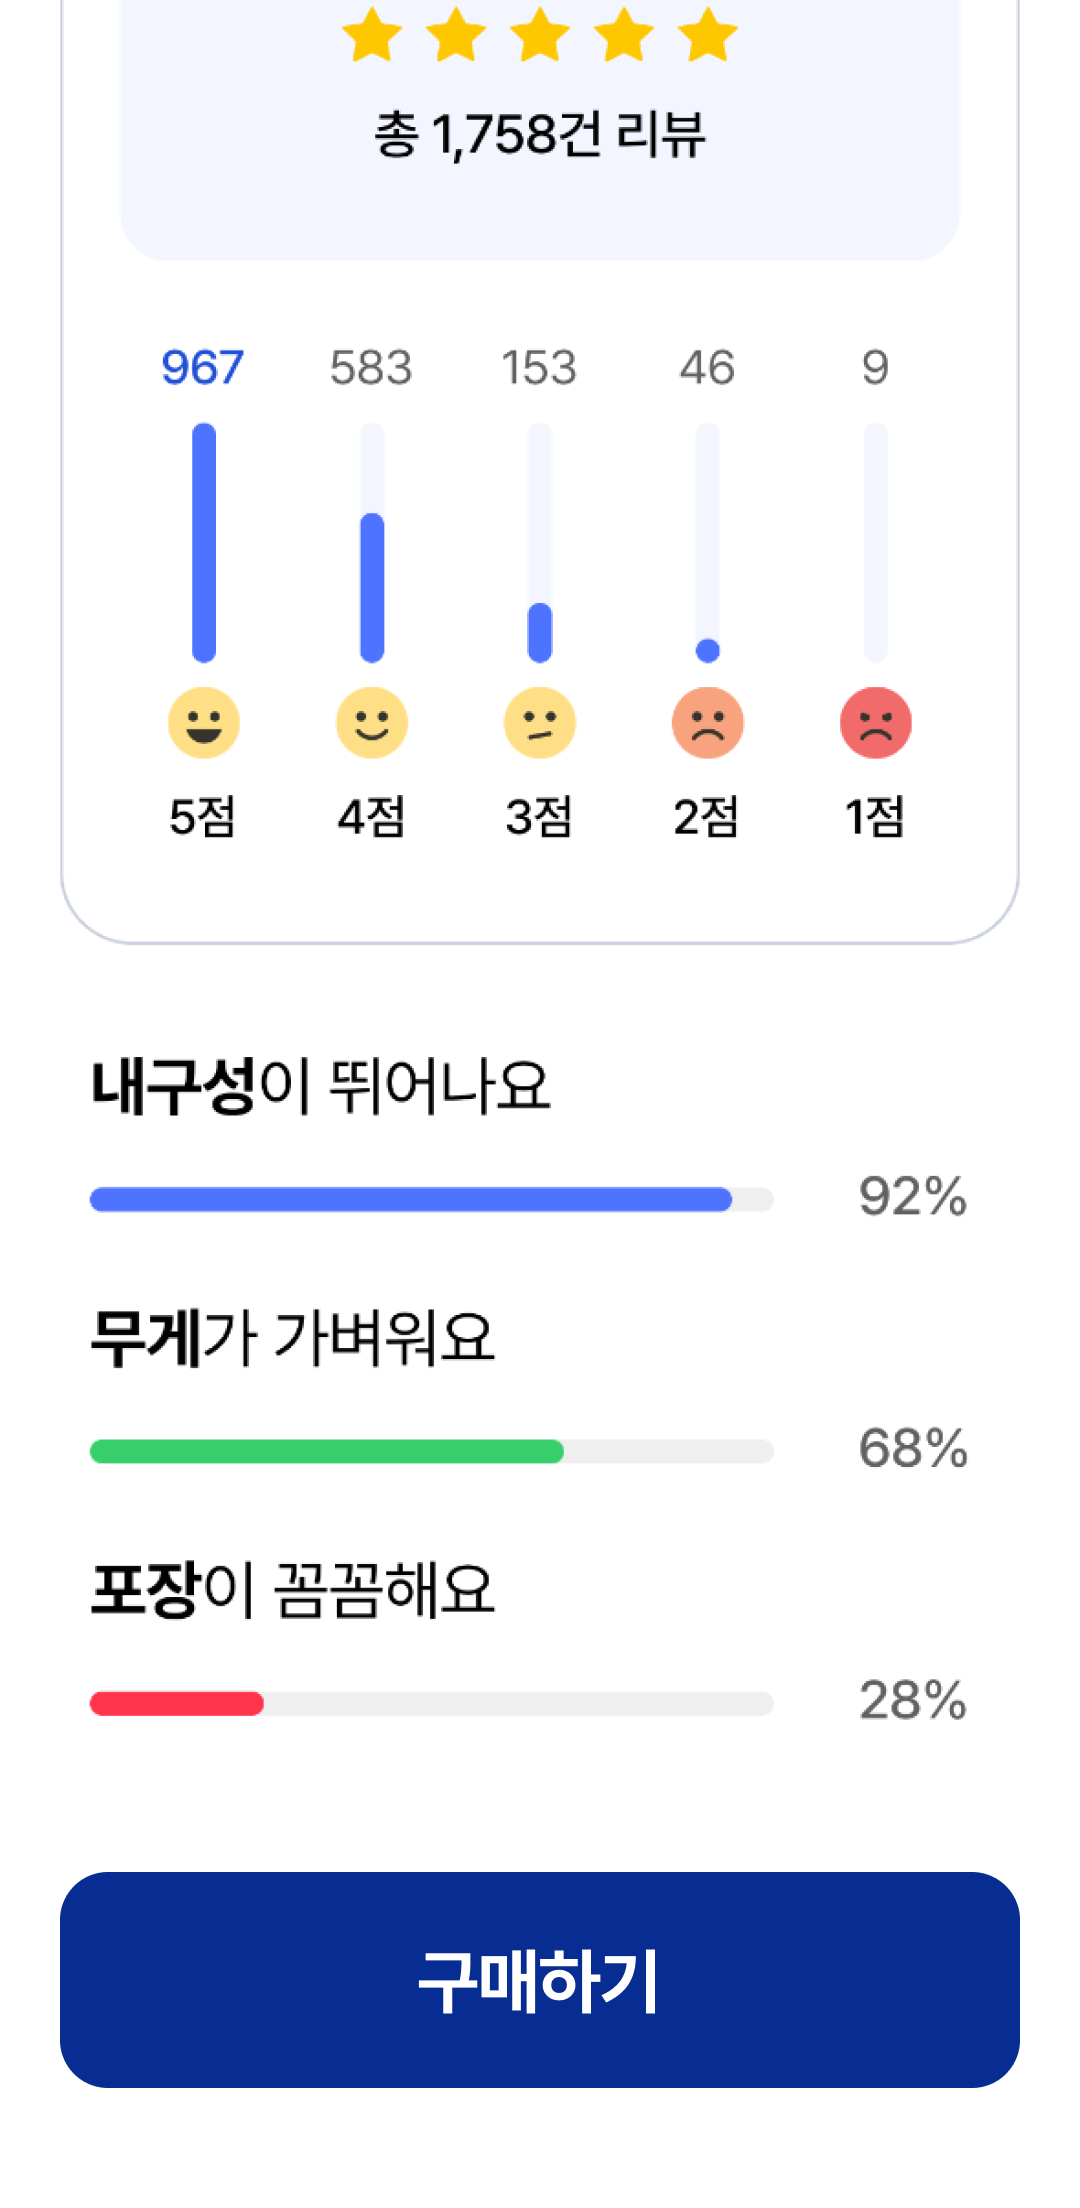 총 1,758건 리뷰
967 583 153 46 9
5점 4점 3점 2점 1점
내구성이 뛰어나요
92%
무게가 가벼워요
68%
포장이 꼼꼼해요
28%
구매하기